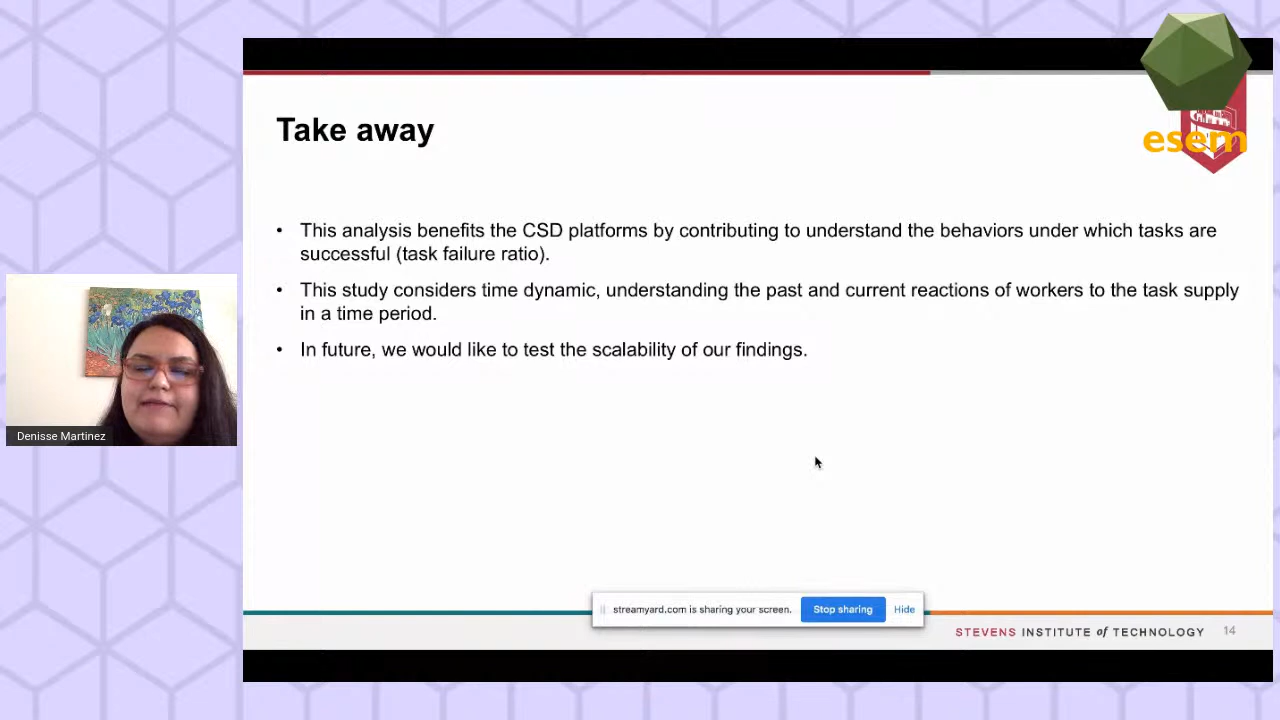 Take away
esem
• This analysis benefits the CSD platforms by contributing to understand the behaviors under which tasks are
successful (task failure ratio).
• This study considers time dynamic, understanding the past and current reactions of workers to the task supply
in a time period.
• In future, we would like to test the scalability of our findings.
Denisse Martinez
streamyard.com is sharing your screen. Stop sharing Hide
STEVENS INSTITUTE of TECHNOLOGY 14